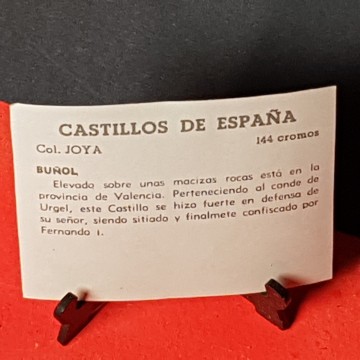 CASTILLOS DE ESPAÑA
Col. JOYA 144 cromos
BUÑOL
Elevado sobre unas macizas rocas está en la
provincia de Valencia. Perteneciendo al conde de
Urgel, este Castillo se hizo fuerte en defensa de
su señor, siendo sitiado y finalmete confiscado por
Fernando I.